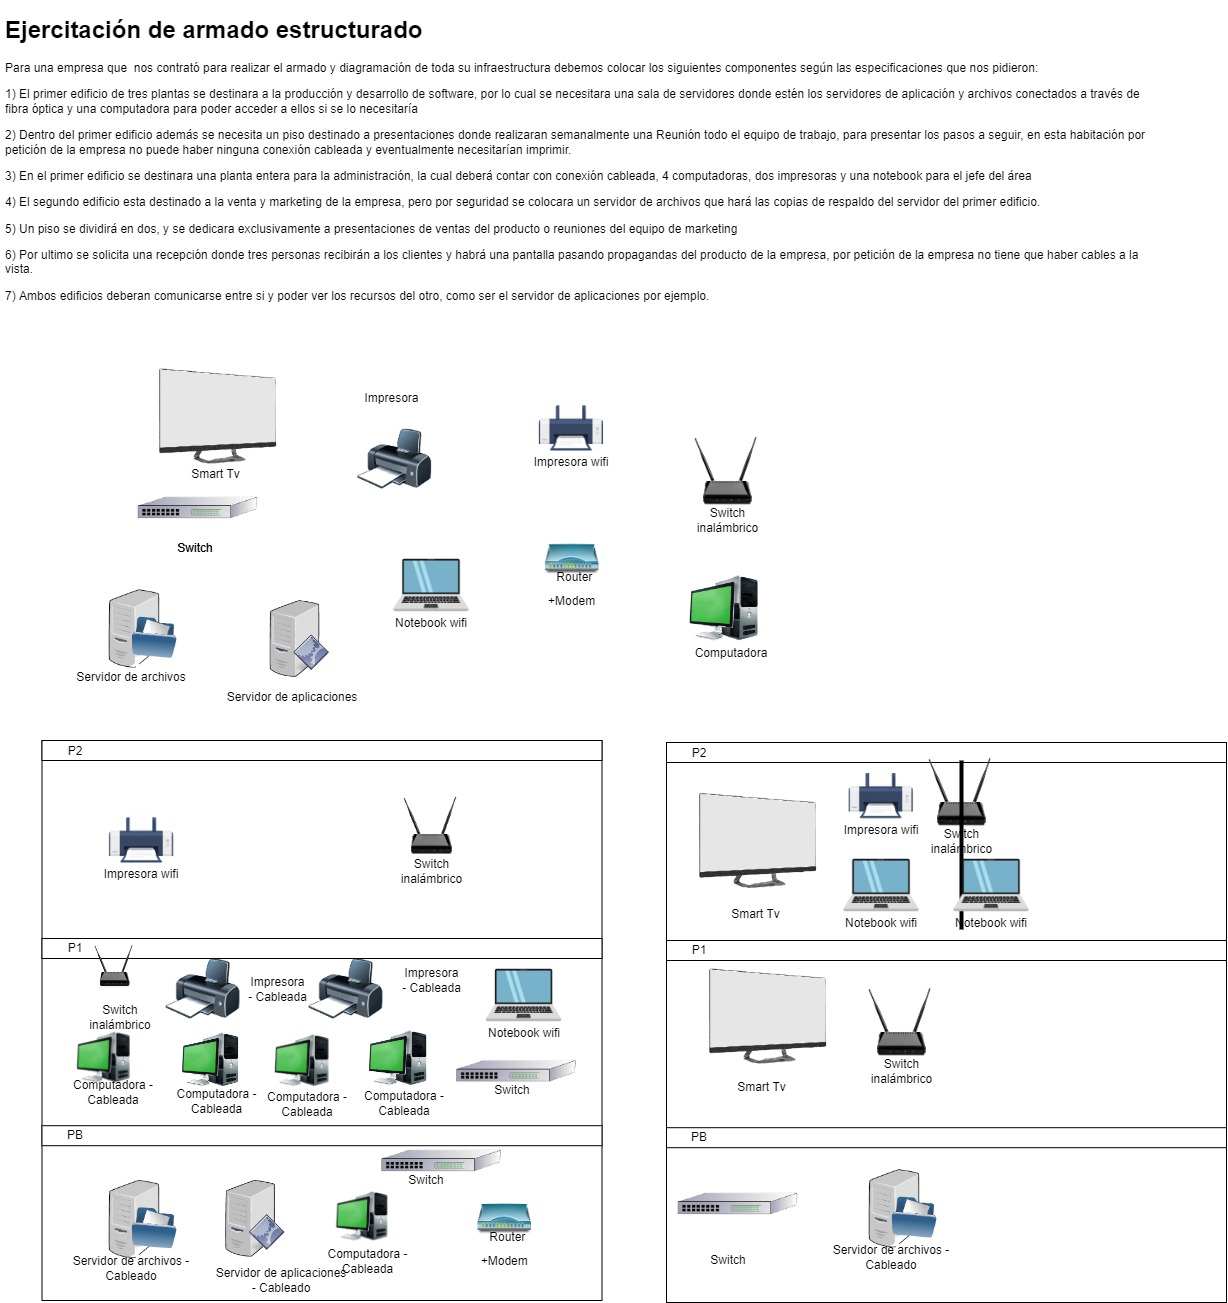 Ejercitación de armado estructurado
Para una empresa que  nos contrató para realizar el armado y diagramación de toda su infraestructura debemos colocar los siguientes componentes según las especificaciones que nos pidieron:
1) El primer edificio de tres plantas se destinara a la producción y desarrollo de software, por lo cual se necesitara una sala de servidores donde estén los servidores de aplicación y archivos conectados a través de
fibra óptica y una computadora para poder acceder a ellos si se lo necesitaría
2) Dentro del primer edificio además se necesita un piso destinado a presentaciones donde realizaran semanalmente una Reunión todo el equipo de trabajo, para presentar los pasos a seguir, en esta habitación por
petición de la empresa no puede haber ninguna conexión cableada y eventualmente necesitarían imprimir.
3) En el primer edificio se destinara una planta entera para la administración, la cual deberá contar con conexión cableada, 4 computadoras, dos impresoras y una notebook para el jefe del área
4) El segundo edificio esta destinado a la venta y marketing de la empresa, pero por seguridad se colocara un servidor de archivos que hará las copias de respaldo del servidor del primer edificio.
5) Un piso se dividirá en dos, y se dedicara exclusivamente a presentaciones de ventas del producto o reuniones del equipo de marketing
6) Por ultimo se solicita una recepción donde tres personas recibirán a los clientes y habrá una pantalla pasando propagandas del producto de la empresa, por petición de la empresa no tiene que haber cables a la
vista.
7) Ambos edificios deberan comunicarse entre si y poder ver los recursos del otro, como ser el servidor de aplicaciones por ejemplo.
Impresora
Smart Tv
Impresora wifi
Switch
inalámbrico
Switch
Router
+Modem
Notebook wifi
Computadora
Servidor de archivos
Servidor de aplicaciones
P2
Impresora wifi
Switch
inalámbrico
P1
Impresora
- Cableada
Impresora
- Cableada
Switch
inalámbrico
Notebook wifi
Computadora -
Cableada
Computadora -
Cableada
Computadora -
Cableada
Computadora -
Cableada
Switch
PB
Switch
Servidor de archivos -
Cableado
Servidor de aplicaciones
- Cableado
Computadora -
Cableada
Router
+Modem
P2
Impresora wifi
Switch
inalámbrico
Smart Tv
Notebook wifi
Notebook wifi
P1
Smart Tv
Switch
inalámbrico
PB
Switch
Servidor de archivos -
Cableado